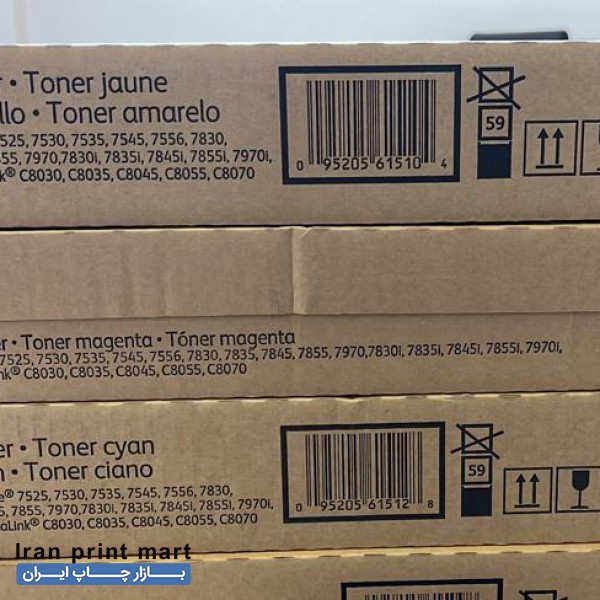 r • Toner jaune
llo • Toner amarelo
7525, 7530, 7535, 7545, 7556, 7830,
855, 7970,7830i, 7835i, 7845i, 7855i, 7970i,
k® C8030, C8035, C8045, C8055, C8070
0 95205 61510 4
59
er • Toner magenta • Tóner magenta
7525, 7530, 7535, 7545, 7556, 7830, 7835, 7845, 7855, 7970,7830i, 7835i, 7845i, 7855i, 7970i,
nk® C8030, C8035, C8045, C8055, C8070
er • Toner cyan
n • Toner ciano
e® 7525, 7530, 7535, 7545, 7556, 7830,
5, 7855, 7970,7830i, 7835i, 7845i, 7855i, 7970i,
aLink® C8030, C8035, C8045, C8055, C8070
0 95205 61512 8
59
Iran print mart
بازار چاپ ایران